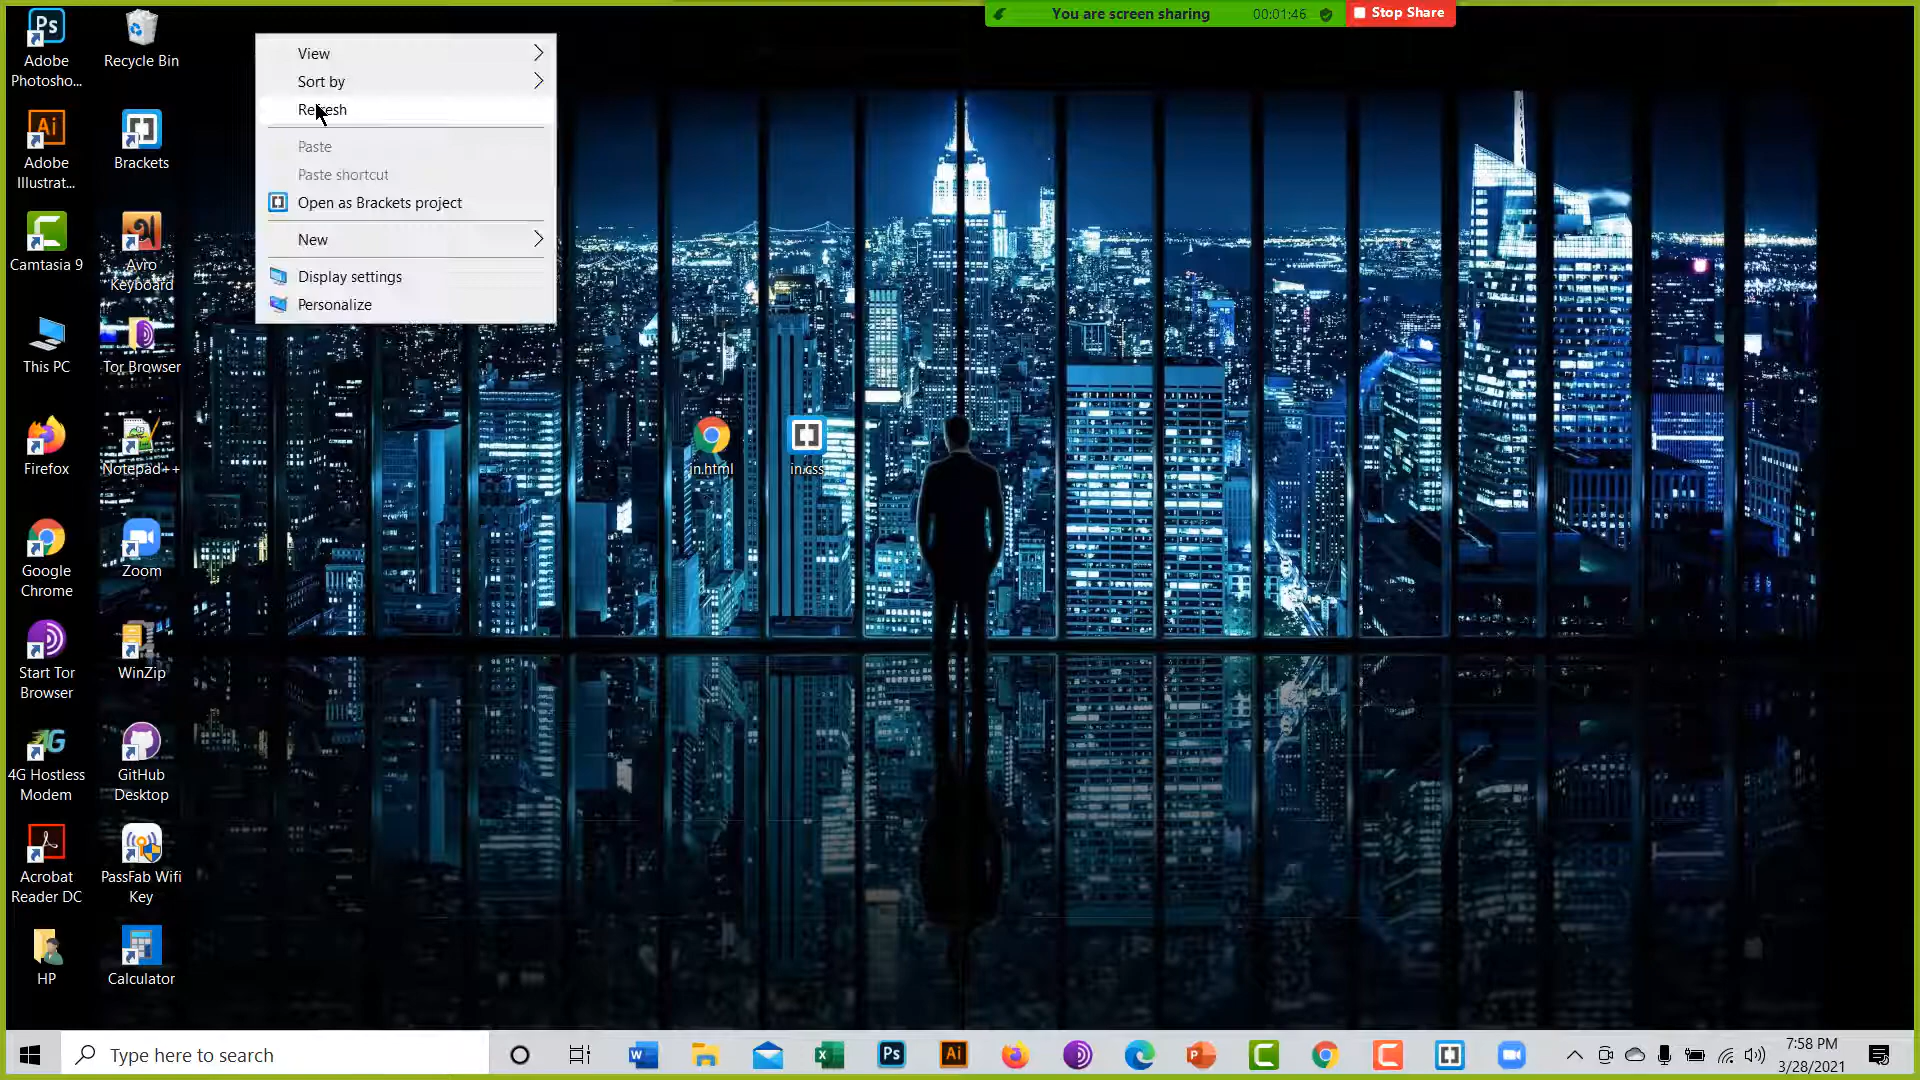 You are screen sharing 00:01:46 Stop Share
Adobe
Photosho...
Recycle Bin
Adobe
Illustrat...
Brackets
Camtasia 9
Avro
Keyboard
This PC
Tor Browser
Firefox
Notepad++
Google
Chrome
Zoom
Start Tor
Browser
WinZip
4G Hostless
Modem
GitHub
Desktop
Acrobat
Reader DC
PassFab Wifi
Key
HP
Calculator
View
Sort by
Refresh
Paste
Paste shortcut
Open as Brackets project
New
Display settings
Personalize
in.html
in.css
Type here to search
7:58 PM
3/28/2021